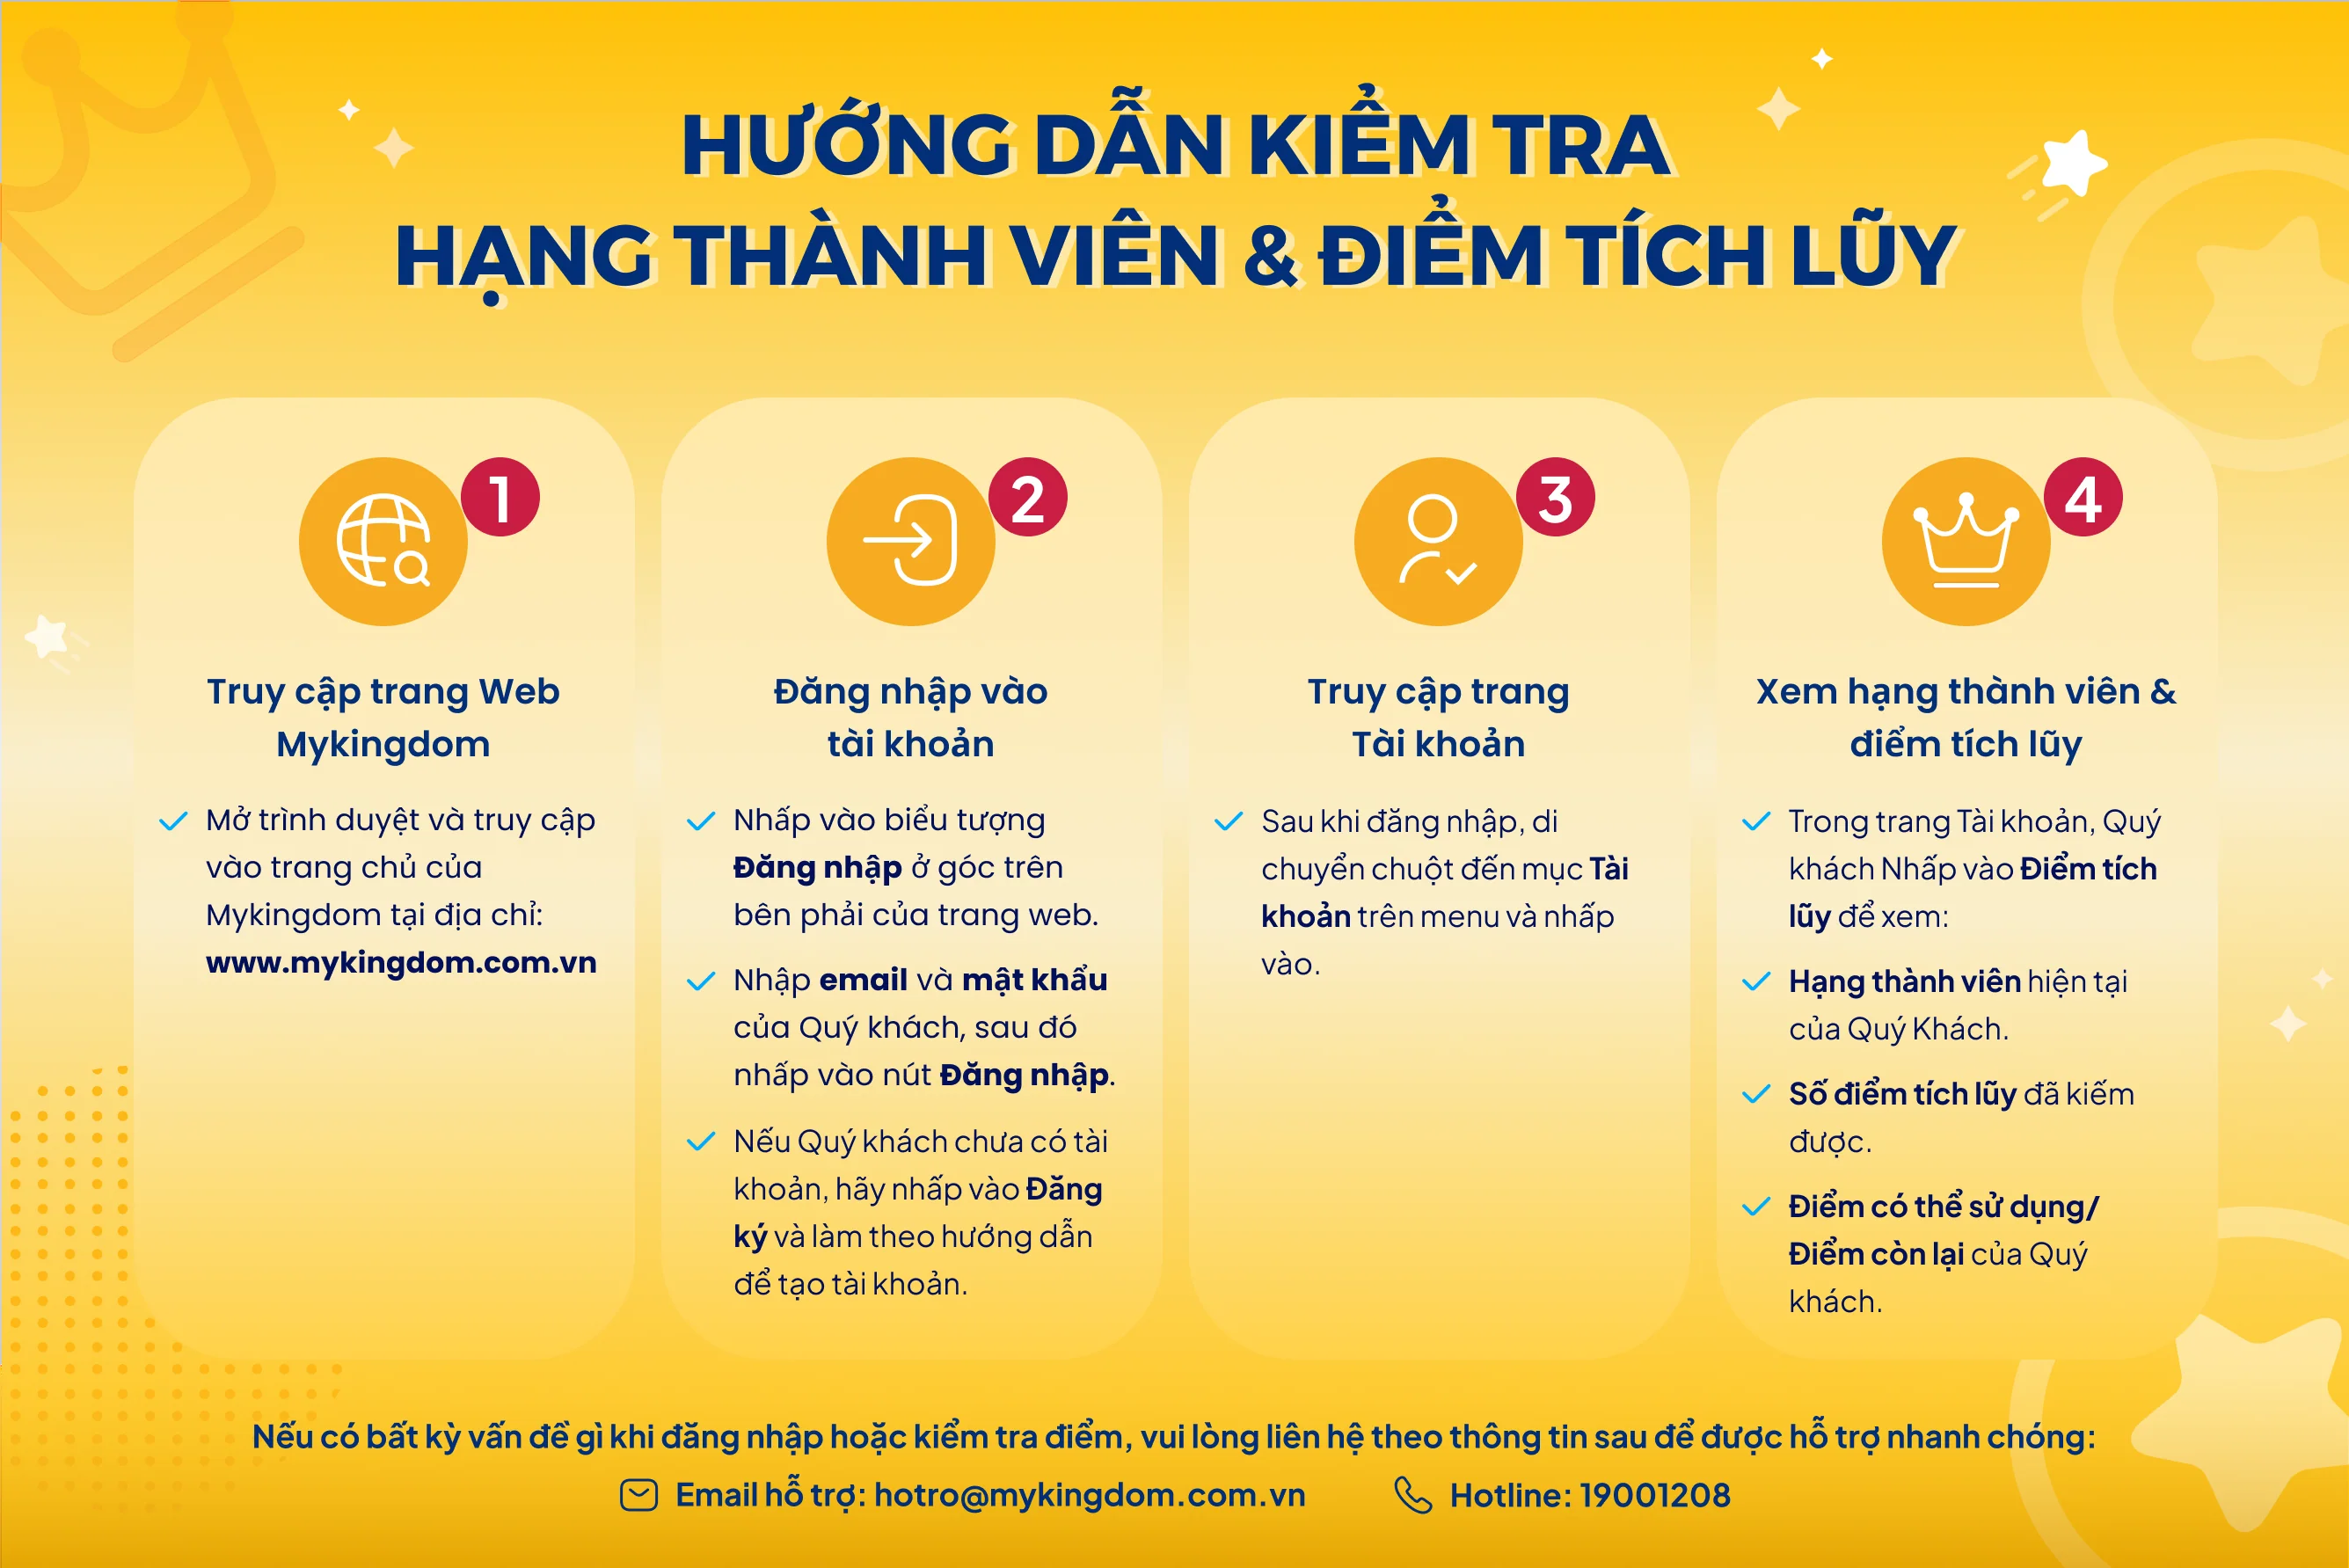 HƯỚNG DẪN KIỂM TRA
HẠNG THÀNH VIÊN & ĐIỂM TÍCH LŨY
1
Truy cập trang Web
Mykingdom
Mở trình duyệt và truy cập
vào trang chủ của
Mykingdom tại địa chỉ:
www.mykingdom.com.vn
2
Đăng nhập vào
tài khoản
Nhấp vào biểu tượng
Đăng nhập ở góc trên
bên phải của trang web.
Nhập email và mật khẩu
của Quý khách, sau đó
nhấp vào nút Đăng nhập.
Nếu Quý khách chưa có tài
khoản, hãy nhấp vào Đăng
ký và làm theo hướng dẫn
để tạo tài khoản.
3
Truy cập trang
Tài khoản
Sau khi đăng nhập, di
chuyển chuột đến mục Tài
khoản trên menu và nhấp
vào.
4
Xem hạng thành viên &
điểm tích lũy
Trong trang Tài khoản, Quý
khách Nhấp vào Điểm tích
lũy để xem:
Hạng thành viên hiện tại
của Quý Khách.
Số điểm tích lũy đã kiếm
được.
Điểm có thể sử dụng/
Điểm còn lại của Quý
khách.
Nếu có bất kỳ vấn đề gì khi đăng nhập hoặc kiểm tra điểm, vui lòng liên hệ theo thông tin sau để được hỗ trợ nhanh chóng:
Email hỗ trợ: hotro@mykingdom.com.vn
Hotline: 19001208